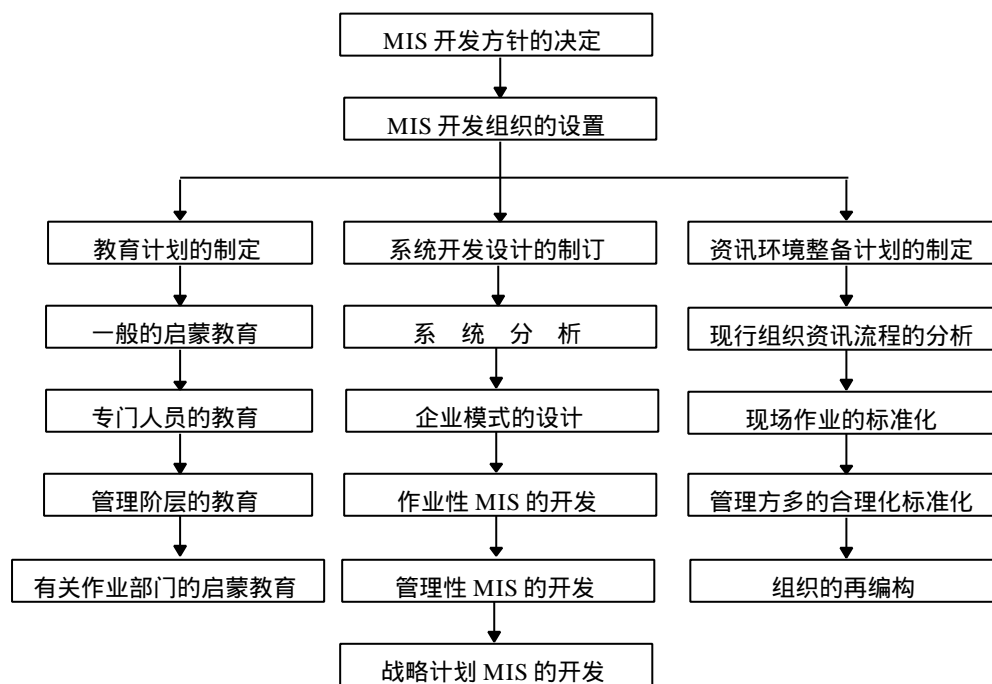 MIS 开发方针的决定
MIS 开发组织的设置
教育计划的制定
系统开发设计的制订
资讯环境整备计划的制定
一般的启蒙教育
系 统 分 析
现行组织资讯流程的分析
专门人员的教育
企业模式的设计
现场作业的标准化
管理阶层的教育
作业性 MIS 的开发
管理方多的合理化标准化
有关作业部门的启蒙教育
管理性 MIS 的开发
组织的再编构
战略计划 MIS 的开发